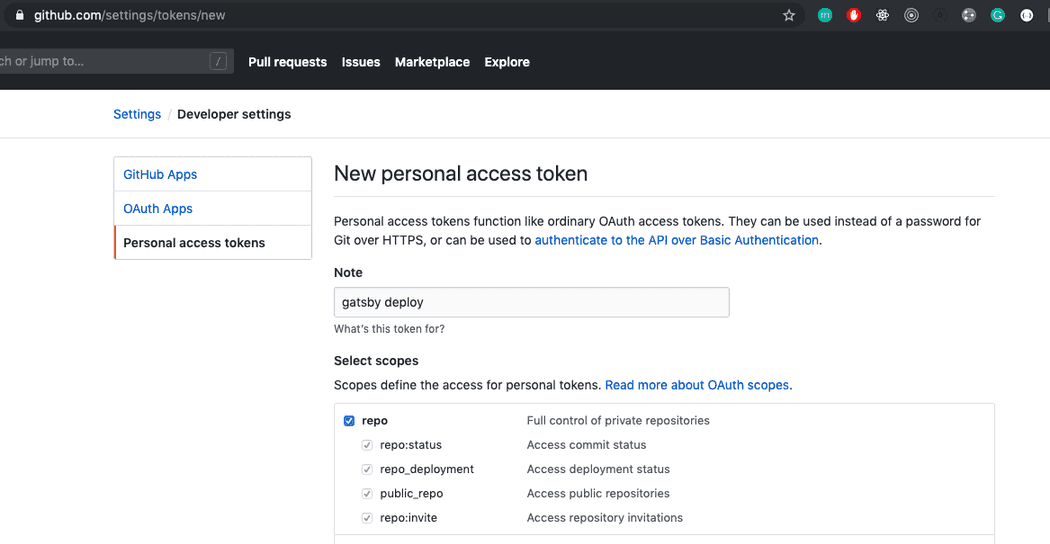 github.com/settings/tokens/new
ch or jump to...
/
Pull requests Issues Marketplace Explore
Settings / Developer settings
GitHub Apps
OAuth Apps
Personal access tokens
New personal access token
Personal access tokens function like ordinary OAuth access tokens. They can be used instead of a password for
Git over HTTPS, or can be used to authenticate to the API over Basic Authentication.
Note
gatsby deploy
What's this token for?
Select scopes
Scopes define the access for personal tokens. Read more about OAuth scopes.
repo Full control of private repositories
repo:status Access commit status
repo_deployment Access deployment status
public_repo Access public repositories
repo:invite Access repository invitations